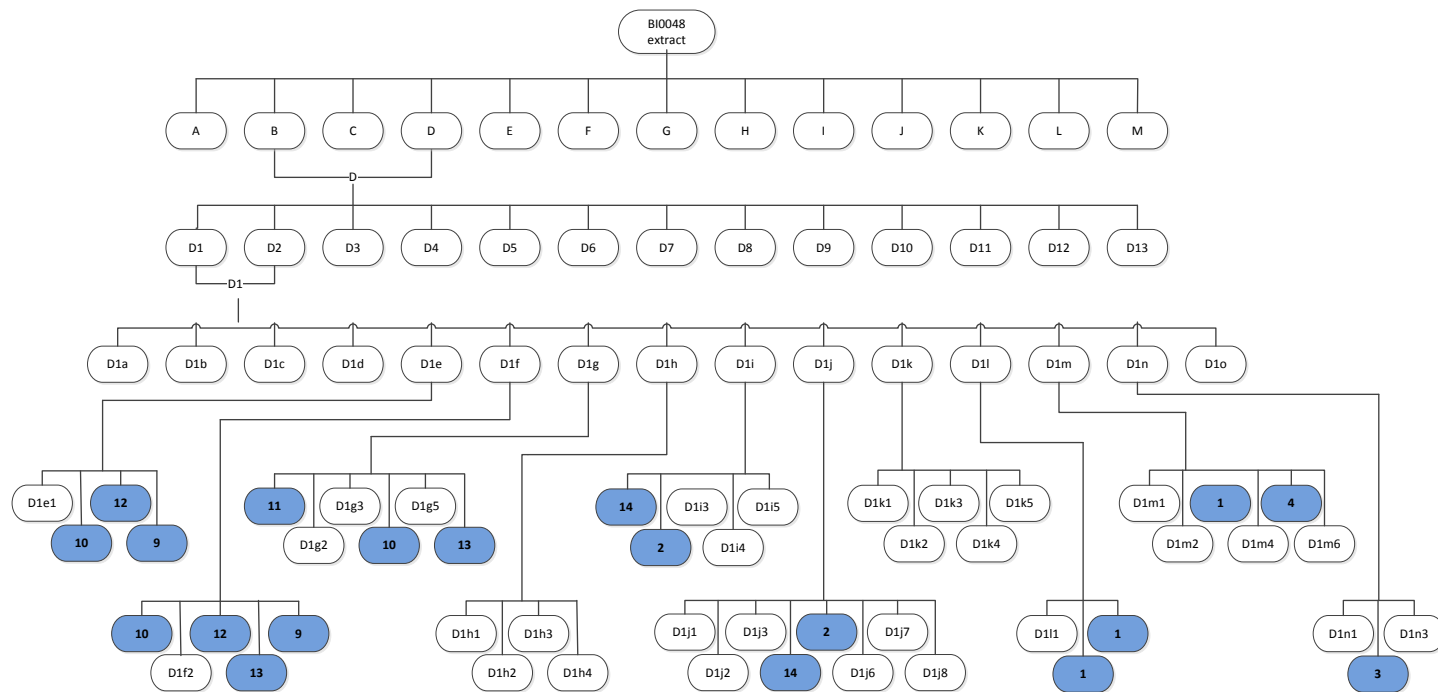 BI0048
extract
A B C D E F G H I J K L M
D
D1 D2 D3 D4 D5 D6 D7 D8 D9 D10 D11 D12 D13
D1
D1a D1b D1c D1d D1e D1f D1g D1h D1i D1j D1k D1l D1m D1n D1o
D1e1 12 11 D1g3 D1g5 14 D1i3 D1i5 D1k1 D1k3 D1k5 D1m1 1 4
10 9 D1g2 10 13 2 D1i4 D1k2 D1k4 D1m2 D1m4 D1m6
10 12 9 D1h1 D1h3 D1j1 D1j3 2 D1j7 D1l1 1 D1n1 D1n3
D1f2 13 D1h2 D1h4 D1j2 14 D1j6 D1j8 1 3